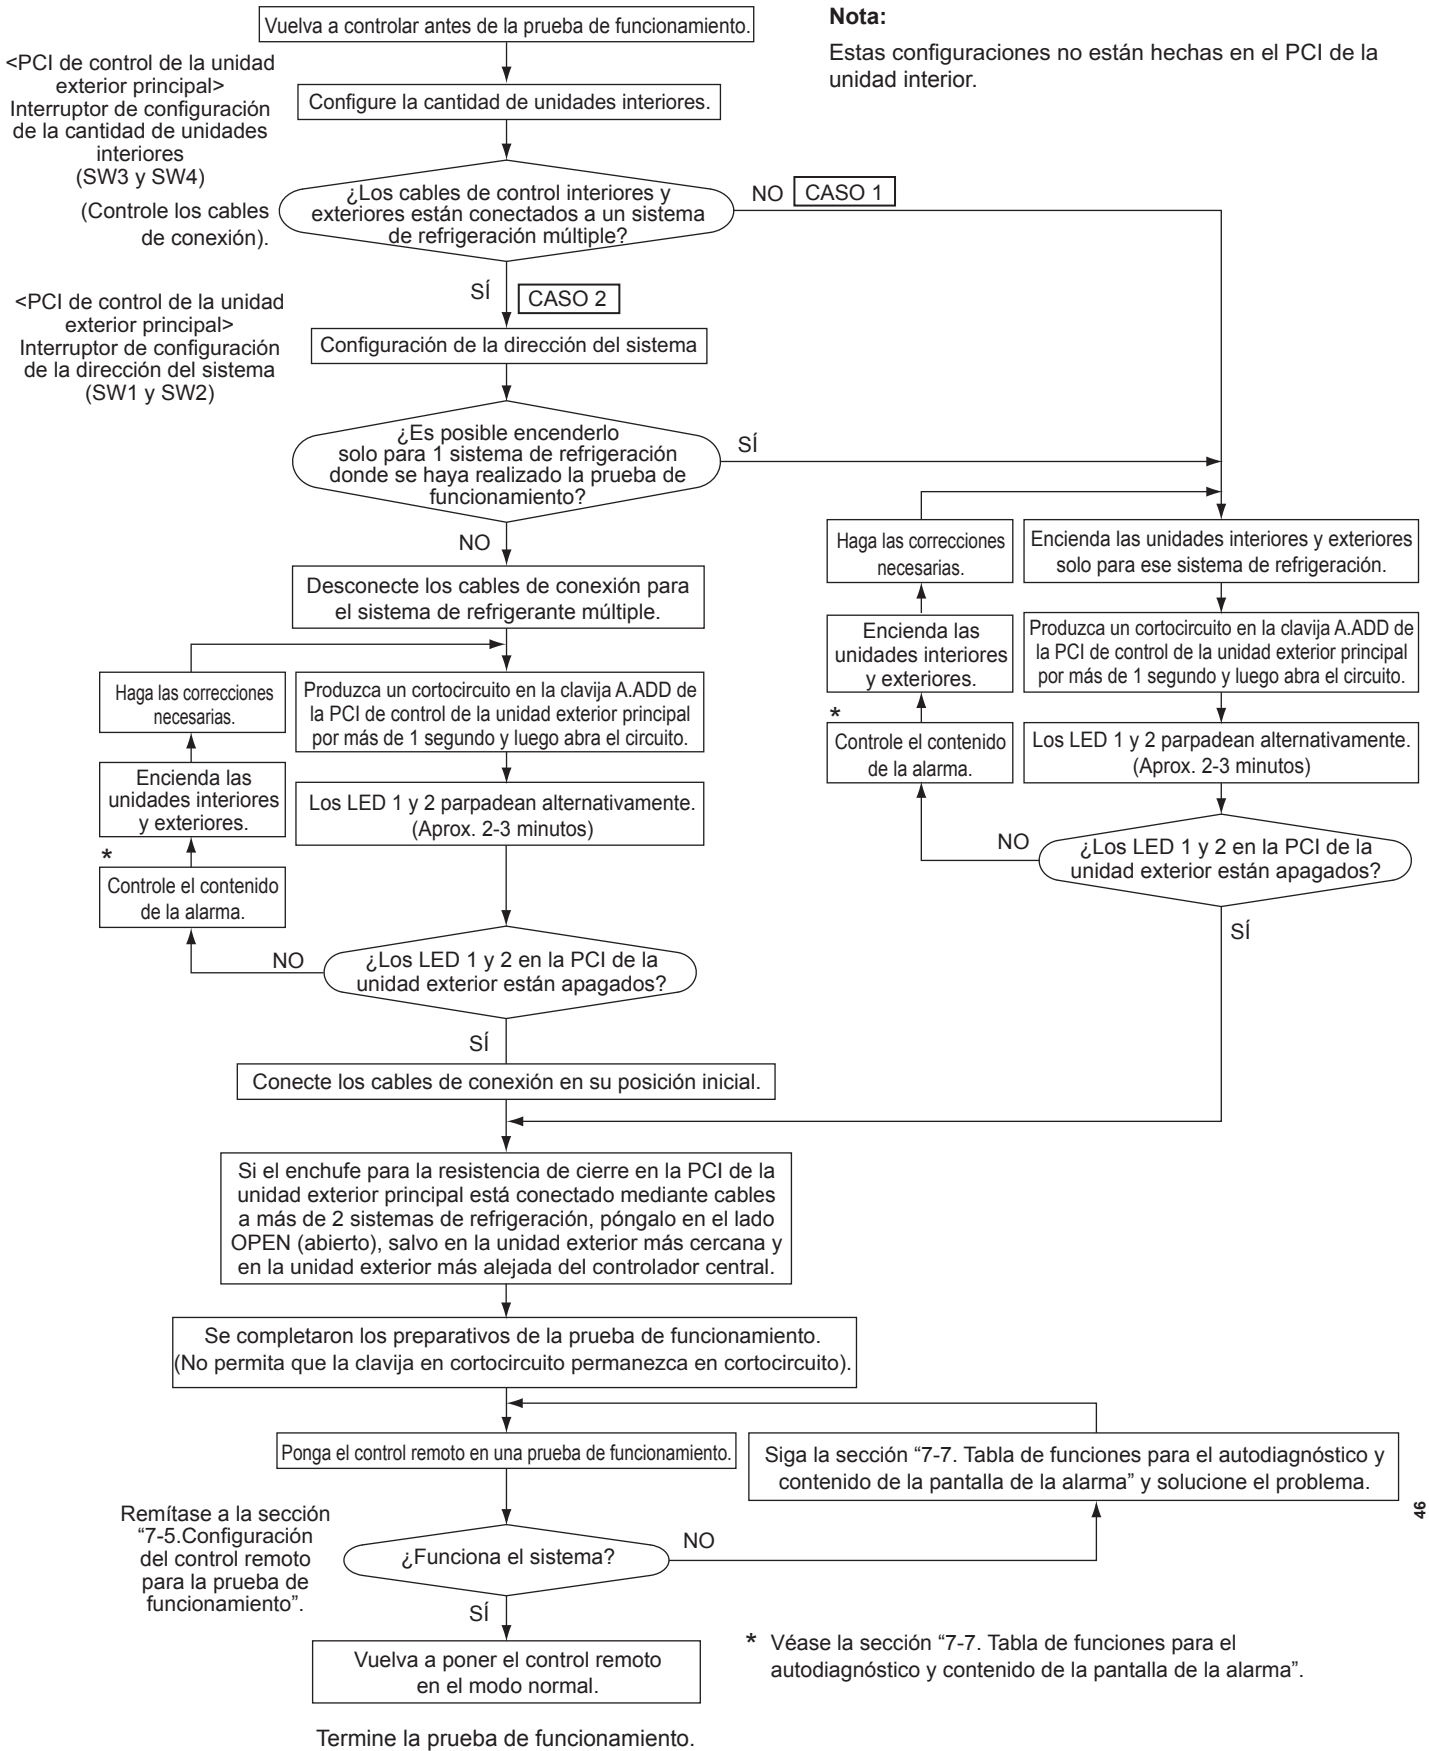 Vuelva a controlar antes de la prueba de funcionamiento.
Nota:
Estas configuraciones no están hechas en el PCI de la
unidad interior.
<PCI de control de la unidad
exterior principal>
Interruptor de configuración
de la cantidad de unidades
interiores
(SW3 y SW4)
Configure la cantidad de unidades interiores.
(Controle los cables
de conexión).
¿Los cables de control interiores y
exteriores están conectados a un sistema
de refrigeración múltiple?
NO
CASO 1
SÍ
CASO 2
<PCI de control de la unidad
exterior principal>
Interruptor de configuración
de la dirección del sistema
(SW1 y SW2)
Configuración de la dirección del sistema
¿Es posible encenderlo
solo para 1 sistema de refrigeración
donde se haya realizado la prueba de
funcionamiento?
SÍ
NO
Desconecte los cables de conexión para
el sistema de refrigerante múltiple.
Haga las correcciones
necesarias.
Encienda las unidades interiores y exteriores
solo para ese sistema de refrigeración.
Encienda las
unidades interiores
y exteriores.
Produzca un cortocircuito en la clavija A.ADD de
la PCI de control de la unidad exterior principal
por más de 1 segundo y luego abra el circuito.
*
Controle el contenido
de la alarma.
Los LED 1 y 2 parpadean alternativamente.
(Aprox. 2-3 minutos)
NO
¿Los LED 1 y 2 en la PCI de la
unidad exterior están apagados?
SÍ
Haga las correcciones
necesarias.
Produzca un cortocircuito en la clavija A.ADD de
la PCI de control de la unidad exterior principal
por más de 1 segundo y luego abra el circuito.
Encienda las
unidades interiores
y exteriores.
Los LED 1 y 2 parpadean alternativamente.
(Aprox. 2-3 minutos)
*
Controle el contenido
de la alarma.
NO
¿Los LED 1 y 2 en la PCI de la
unidad exterior están apagados?
SÍ
Conecte los cables de conexión en su posición inicial.
Si el enchufe para la resistencia de cierre en la PCI de la
unidad exterior principal está conectado mediante cables
a más de 2 sistemas de refrigeración, póngalo en el lado
OPEN (abierto), salvo en la unidad exterior más cercana y
en la unidad exterior más alejada del controlador central.
Se completaron los preparativos de la prueba de funcionamiento.
(No permita que la clavija en cortocircuito permanezca en cortocircuito).
Ponga el control remoto en una prueba de funcionamiento.
Siga la sección “7-7. Tabla de funciones para el autodiagnóstico y
contenido de la pantalla de la alarma” y solucione el problema.
Remítase a la sección
“7-5.Configuración
del control remoto
para la prueba de
funcionamiento”.
¿Funciona el sistema?
NO
SÍ
Vuelva a poner el control remoto
en el modo normal.
* Véase la sección “7-7. Tabla de funciones para el
autodiagnóstico y contenido de la pantalla de la alarma”.
Termine la prueba de funcionamiento.
46